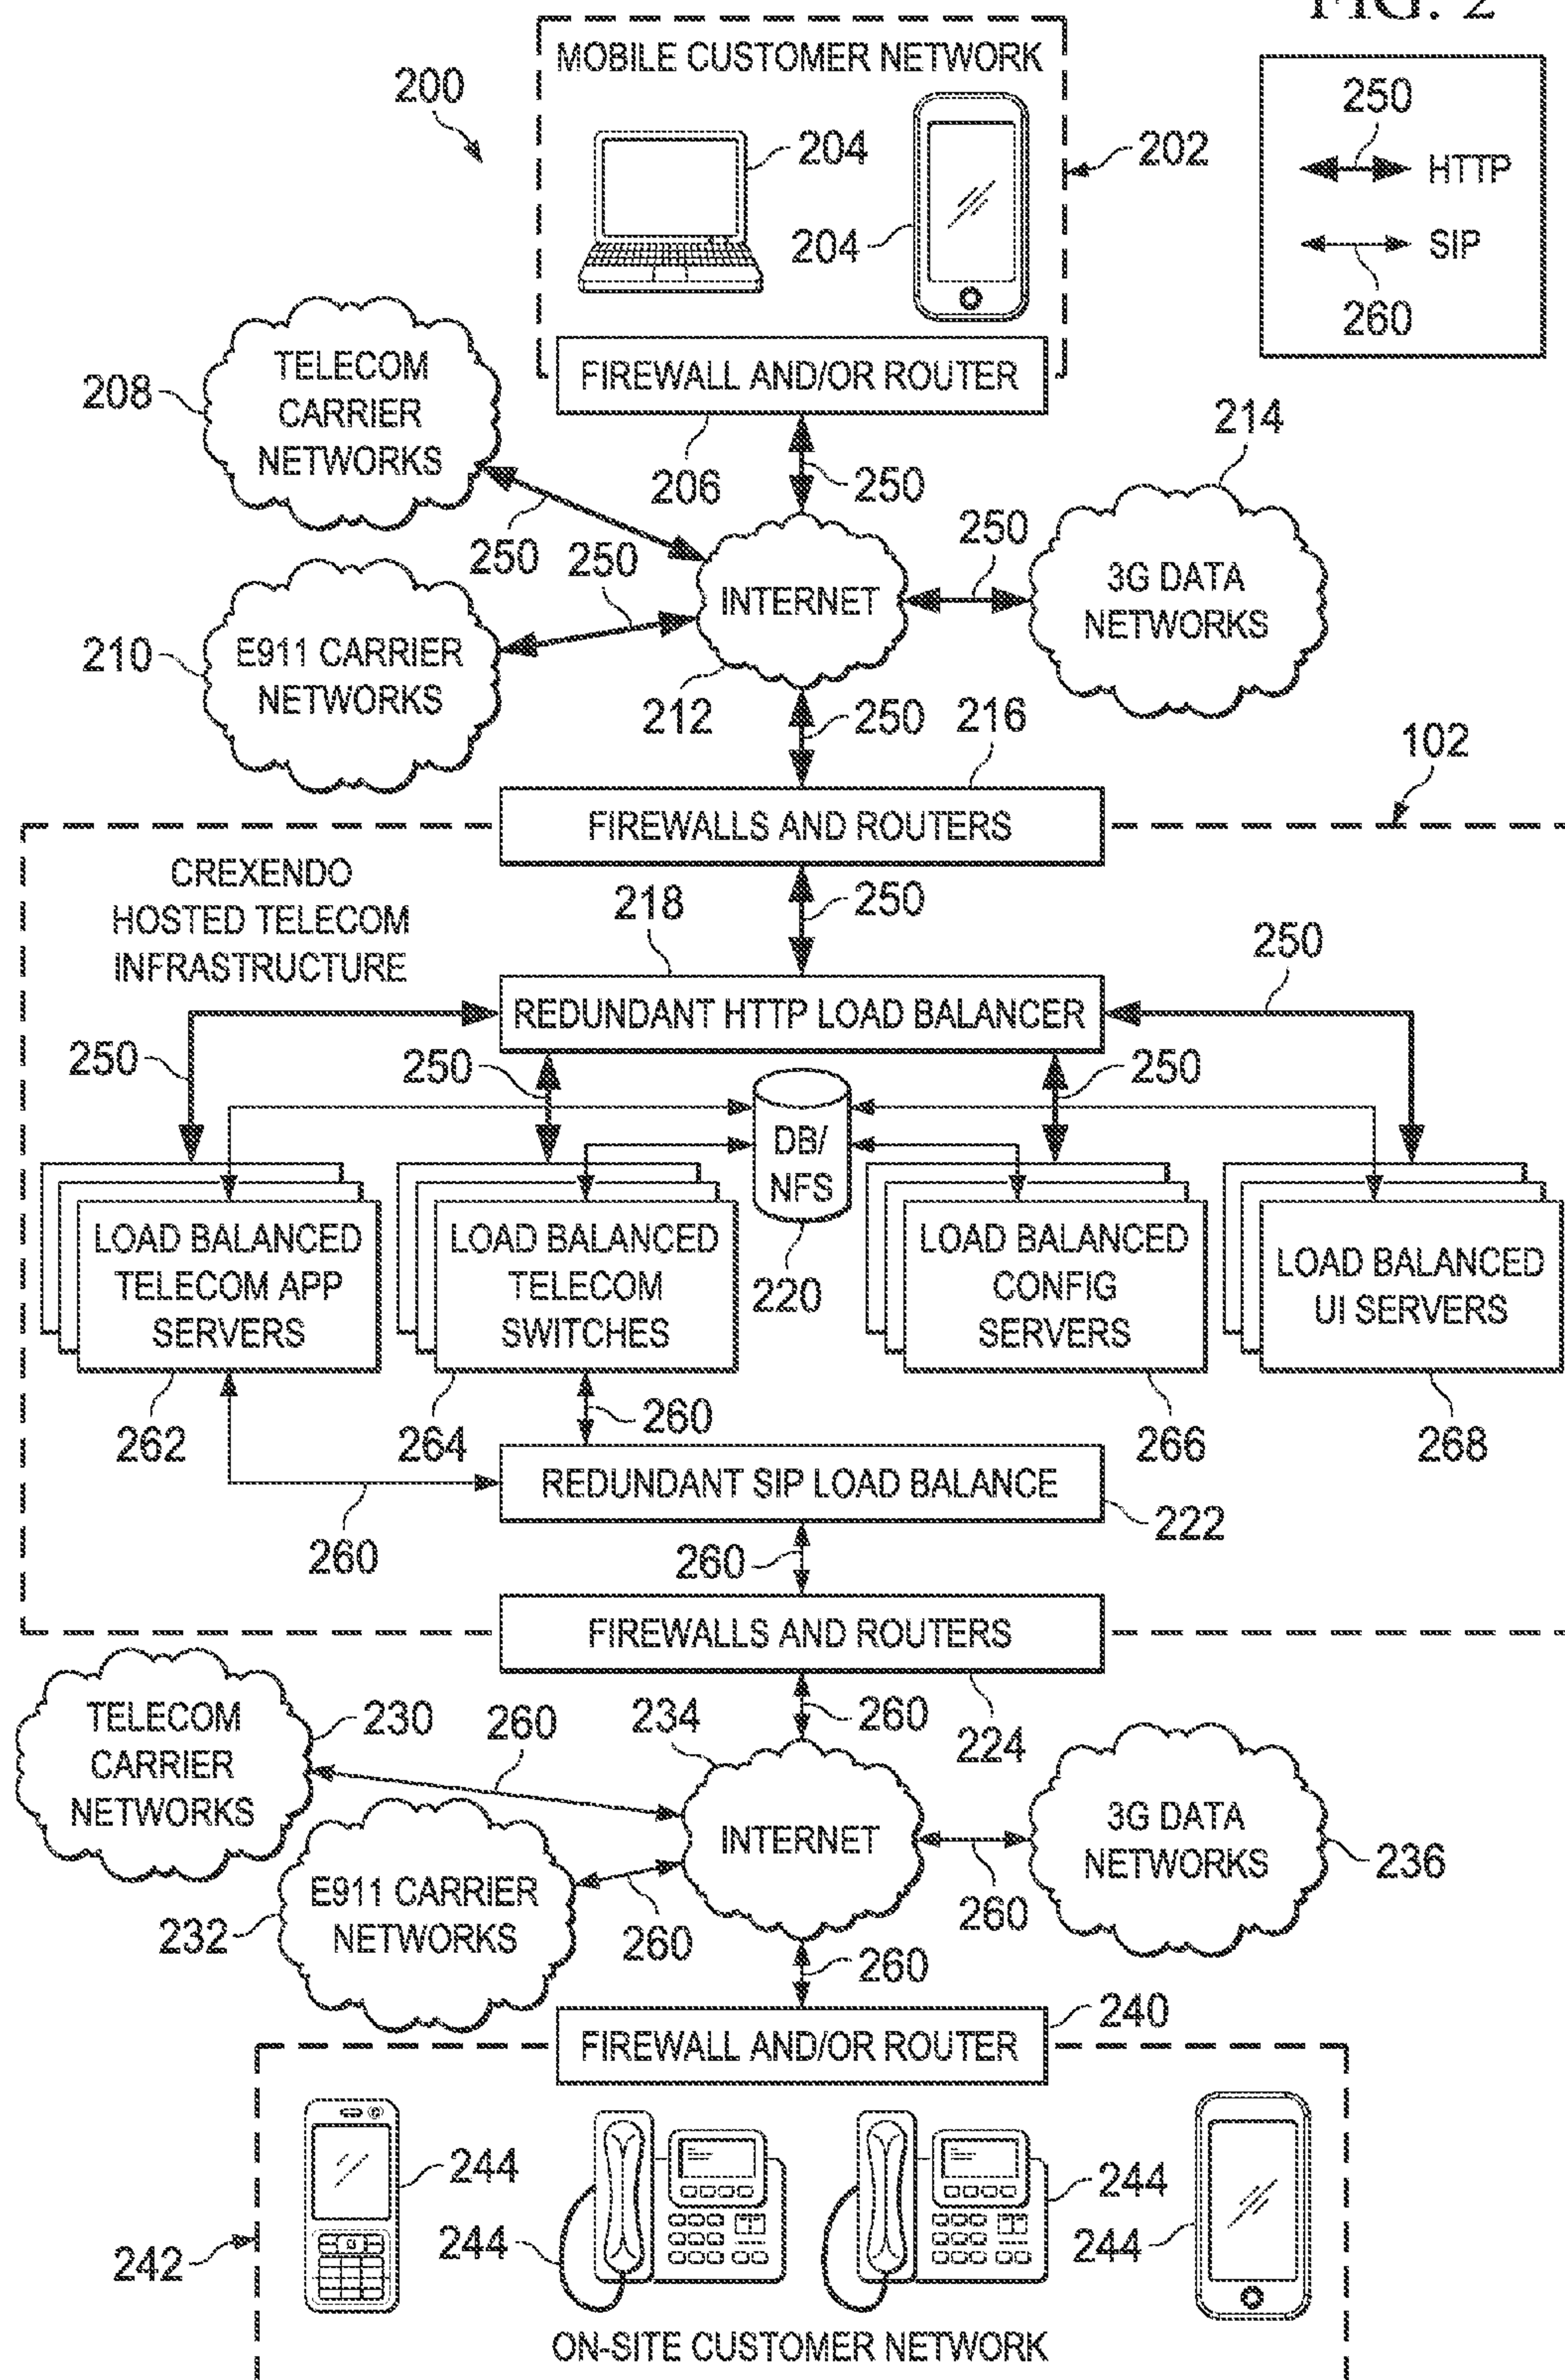 FIG. 2
MOBILE CUSTOMER NETWORK
200
204
202
204
250
HTTP
SIP
260
FIREWALL AND/OR ROUTER
TELECOM
CARRIER
NETWORKS
208
206
250
214
250
250
250
3G DATA
NETWORKS
INTERNET
E911 CARRIER
NETWORKS
210
212
250
216
102
FIREWALLS AND ROUTERS
CREXENDO
HOSTED TELECOM
INFRASTRUCTURE
218
250
250
REDUNDANT HTTP LOAD BALANCER
250
250
250
DB/
NFS
220
LOAD BALANCED
TELECOM APP
SERVERS
LOAD BALANCED
TELECOM
SWITCHES
LOAD BALANCED
CONFIG
SERVERS
LOAD BALANCED
UI SERVERS
262
264
260
266
268
REDUNDANT SIP LOAD BALANCE
222
260
260
FIREWALLS AND ROUTERS
TELECOM
CARRIER
NETWORKS
230
260
234
260
224
INTERNET
3G DATA
NETWORKS
236
E911 CARRIER
NETWORKS
232
260
260
260
240
FIREWALL AND/OR ROUTER
244
244
244
244
242
ON-SITE CUSTOMER NETWORK